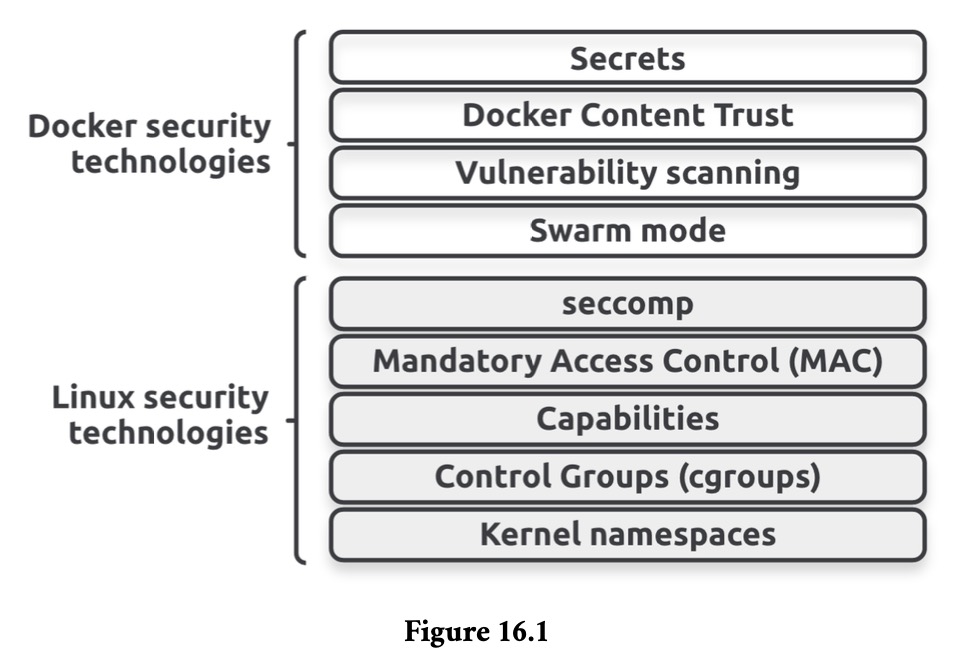 Docker security
technologies
Secrets
Docker Content Trust
Vulnerability scanning
Swarm mode
Linux security
technologies
seccomp
Mandatory Access Control (MAC)
Capabilities
Control Groups (cgroups)
Kernel namespaces
Figure 16.1